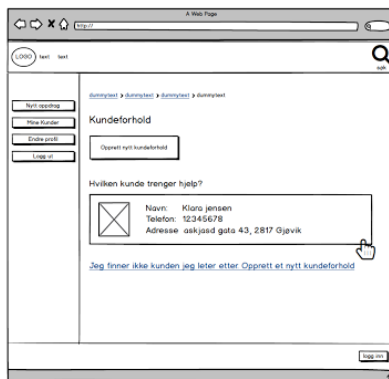 A Web Page
http://
LOGO text text
søk
dummytext > dummytext > dummytext > dummytext
Nytt oppdrag
Mine Kunder
Endre profil
Logg ut
Kundeforhold
Opprett nytt kundeforhold
Hvilken kunde trenger hjelp?
Navn: Klara jensen
Telefon: 12345678
Adresse askjasd gata 43, 2817 Gjøvik
Jeg finner ikke kunden jeg leter etter Opprett et nytt kundeforhold
logg inn